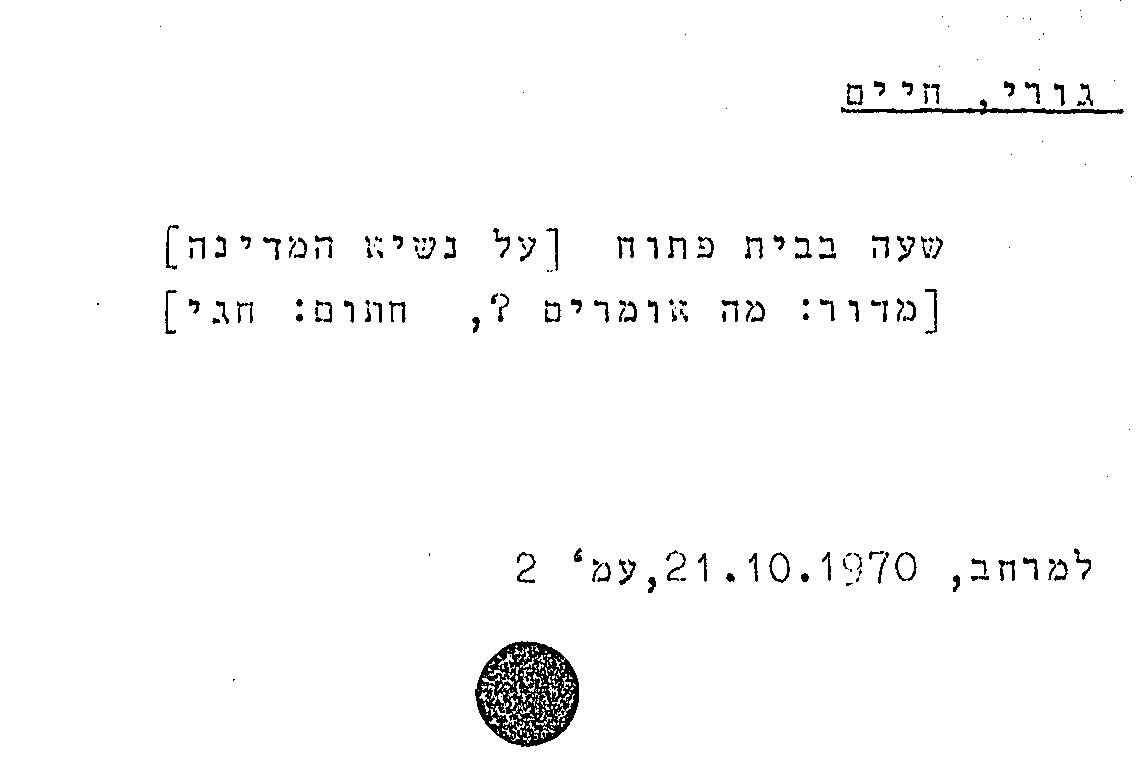 גורי, חיים
שעה בבית פתוח [על נשיא המדינה]
[מדור: מה אומרים ?, חתום: חגי]
למרחב, 21.10.1970,עמ' 2